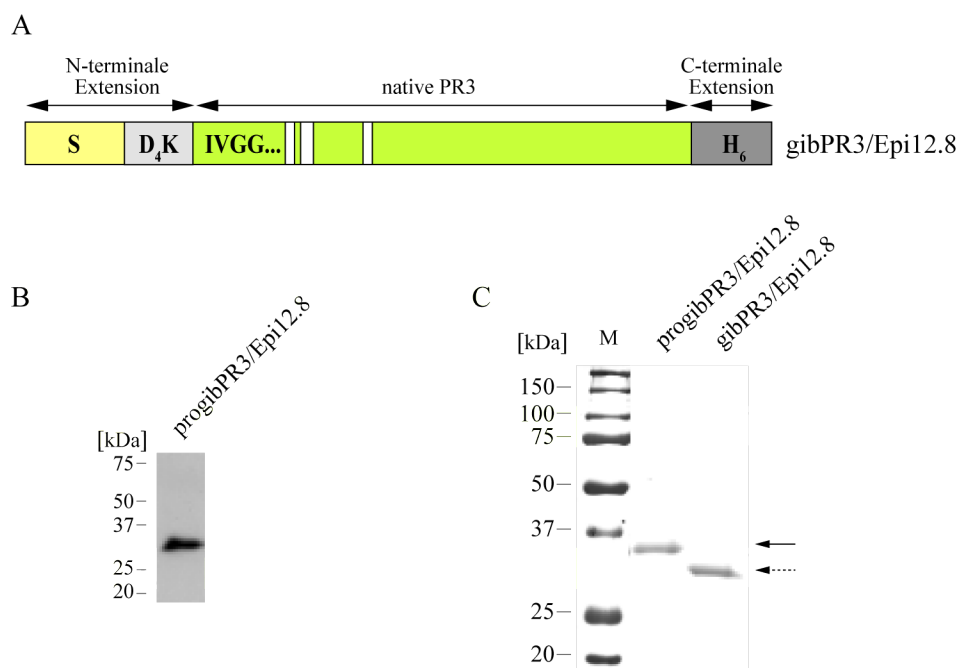 A
N-terminale
Extension
native PR3
C-terminale
Extension
S
D4K
IVGG...
H6
gibPR3/Epi12.8
B
progibPR3/Epi12.8
[kDa]
75
50
37
25
20
C
progibPR3/Epi12.8
gibPR3/Epi12.8
[kDa]
M
150
100
75
50
37
25
20